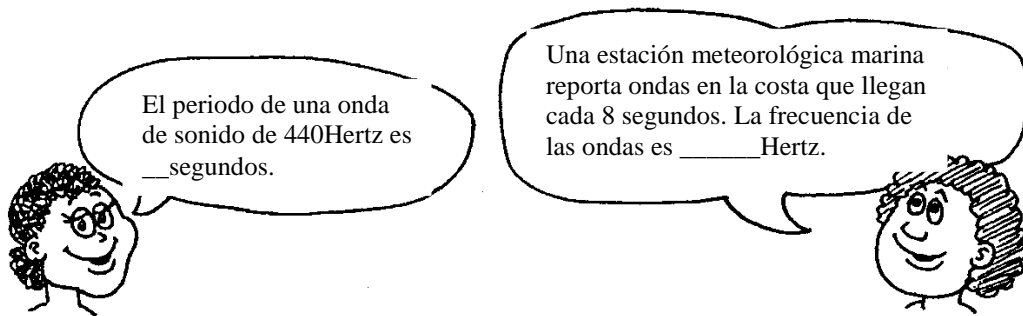 El periodo de una onda
de sonido de 440Hertz es
__segundos.
Una estación meteorológica marina
reporta ondas en la costa que llegan
cada 8 segundos. La frecuencia de
las ondas es ______Hertz.